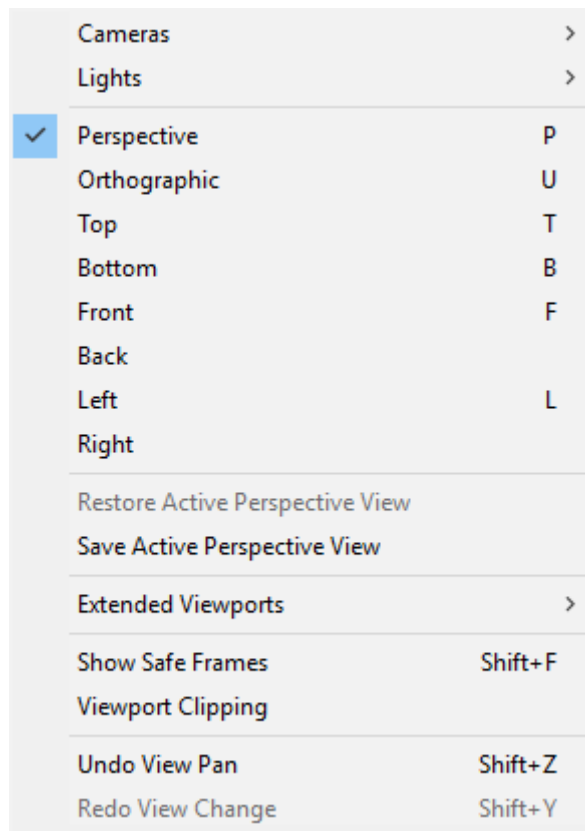 Cameras
Lights
Perspective P
Orthographic U
Top T
Bottom B
Front F
Back
Left L
Right
Restore Active Perspective View
Save Active Perspective View
Extended Viewports
Show Safe Frames Shift+F
Viewport Clipping
Undo View Pan Shift+Z
Redo View Change Shift+Y